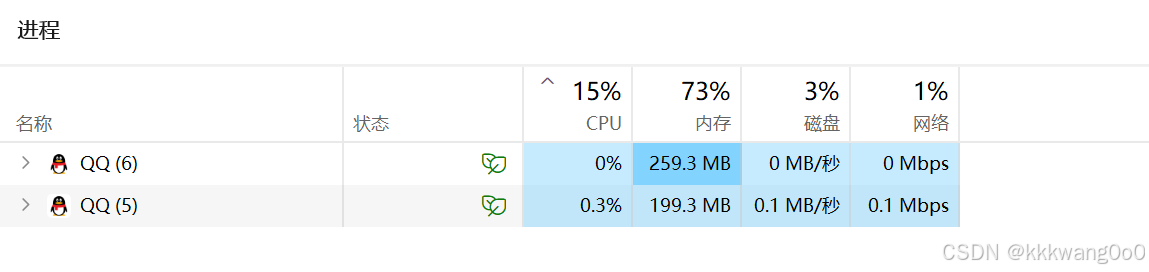 进程
15% 73% 3% 1%
名称 状态 CPU 内存 磁盘 网络
QQ (6) 0% 259.3 MB 0 MB/秒 0 Mbps
QQ (5) 0.3% 199.3 MB 0.1 MB/秒 0.1 Mbps
CSDN @kkkwang0o0